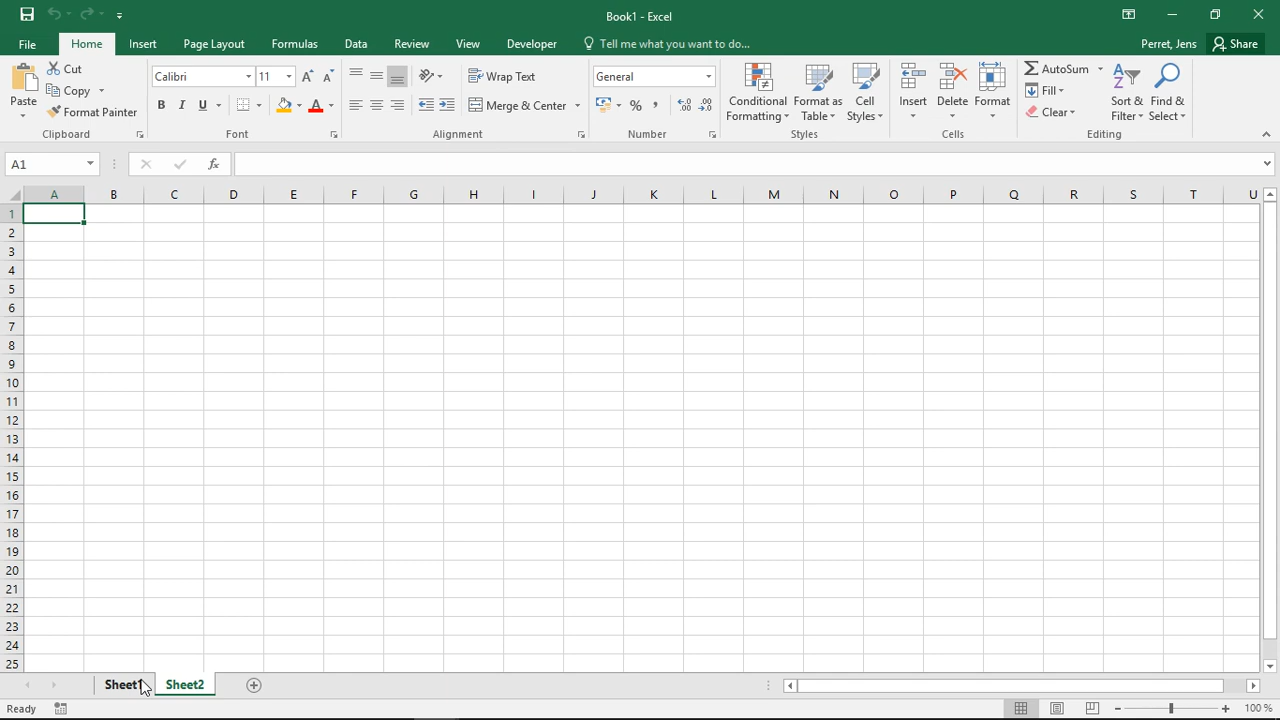 Book1 - Excel
File Home Insert Page Layout Formulas Data Review View Developer Tell me what you want to do... Perret, Jens Share
Paste
Cut
Copy
Format Painter
Clipboard
Calibri 11
B I U A
Font
Wrap Text
Merge & Center
Alignment
General
%
Number
Conditional Formatting
Format as Table
Cell Styles
Styles
Insert
Delete
Format
Cells
AutoSum
Fill
Clear
Sort & Filter
Find & Select
Editing
A1 fx
A B C D E F G H I J K L M N O P Q R S T U
1
2
3
4
5
6
7
8
9
10
11
12
13
14
15
16
17
18
19
20
21
22
23
24
25
Sheet1 Sheet2
Ready 100 %